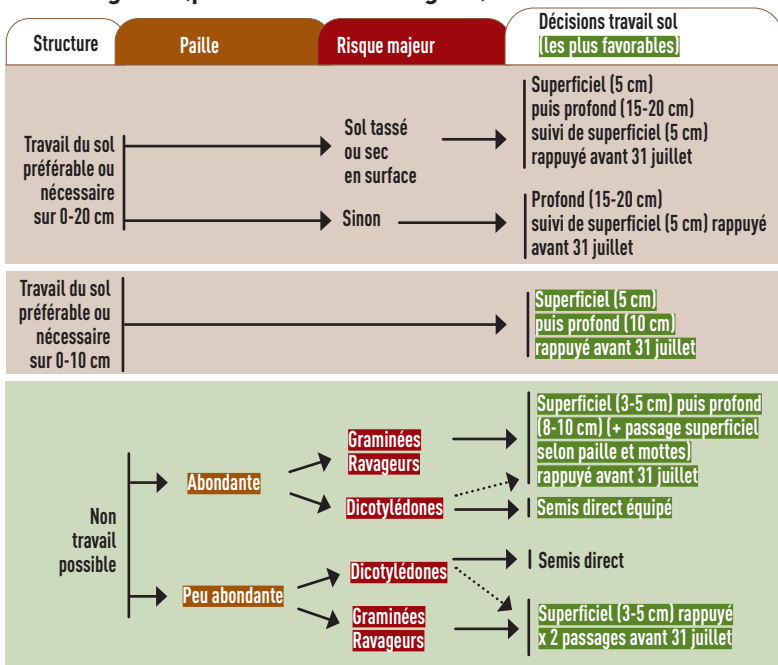 Structure
Paille
Risque majeur
Décisions travail sol
(les plus favorables)
Travail du sol
préférable ou
nécessaire
sur 0-20 cm
Sol tassé
ou sec
en surface
Superficiel (5 cm)
puis profond (15-20 cm)
suivi de superficiel (5 cm)
rappuyé avant 31 juillet
Sinon
Profond (15-20 cm)
suivi de superficiel (5 cm) rappuyé
avant 31 juillet
Travail du sol
préférable ou
nécessaire
sur 0-10 cm
Superficiel (5 cm)
puis profond (10 cm)
rappuyé avant 31 juillet
Non
travail
possible
Abondante
Graminées
Ravageurs
Superficiel (3-5 cm) puis profond
(8-10 cm) (+ passage superficiel
selon paille et mottes)
rappuyé avant 31 juillet
Dicotylédones
Semis direct équipé
Peu abondante
Dicotylédones
Semis direct
Graminées
Ravageurs
Superficiel (3-5 cm) rappuyé
x 2 passages avant 31 juillet